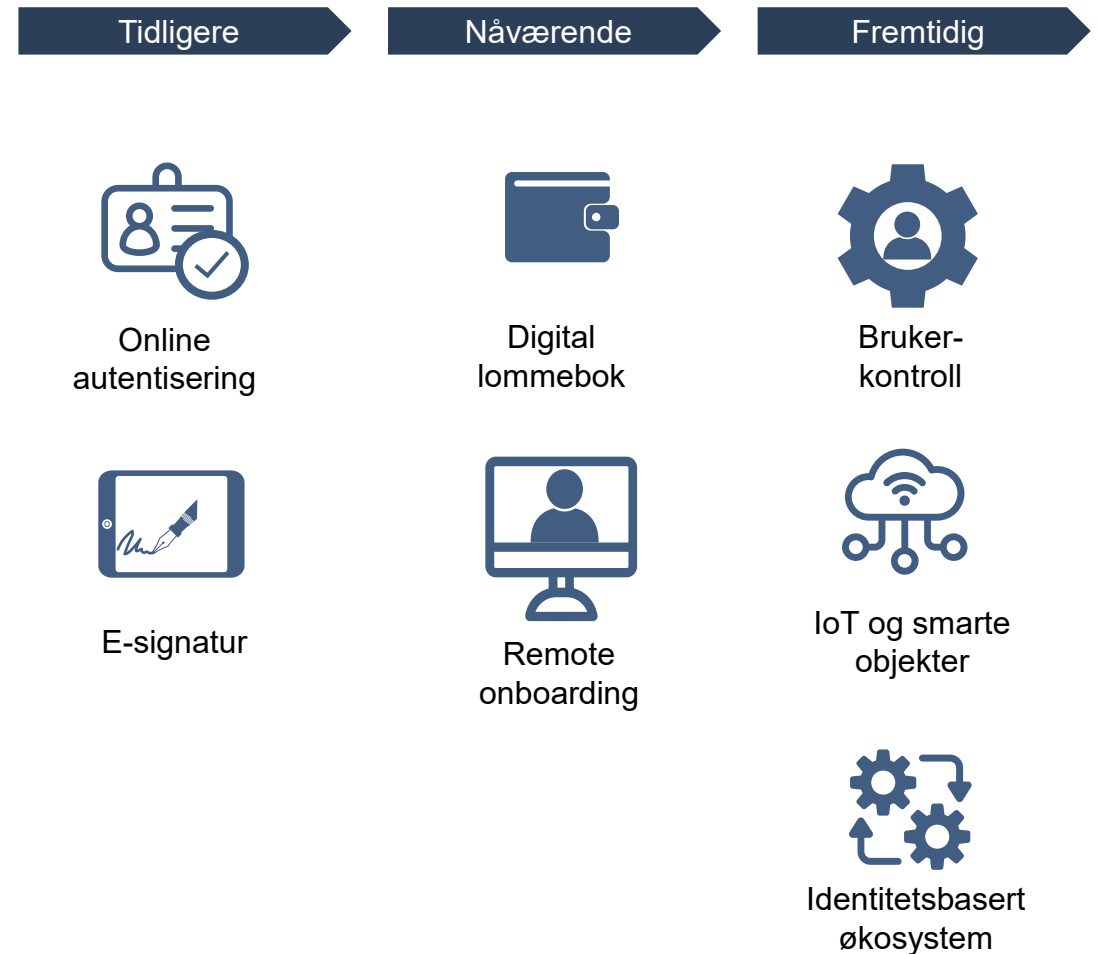 Tidligere
Nåværende
Fremtidig
Online
autentisering
Digital
lommebok
Bruker-
kontroll
E-signatur
Remote
onboarding
IoT og smarte
objekter
Identitetsbasert
økosystem